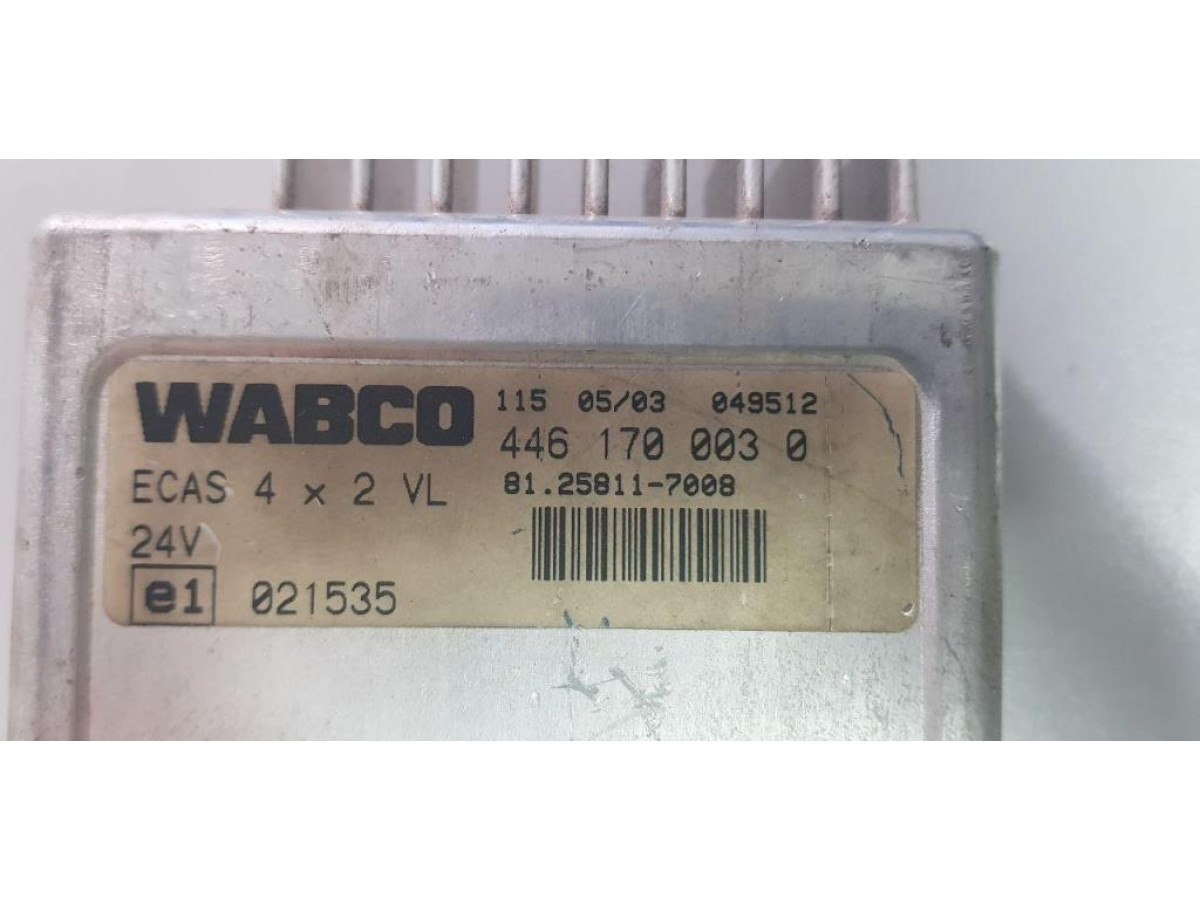 WABCO 115 05/03 049512
446 170 003 0
ECAS 4 x 2 VL 81.25811-7008
24V
e1 021535